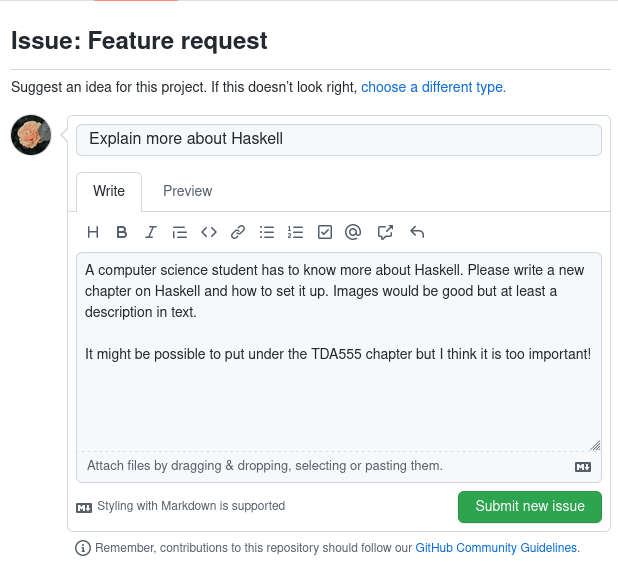 Issue: Feature request
Suggest an idea for this project. If this doesn't look right, choose a different type.
Explain more about Haskell
Write Preview
H B I <> @
A computer science student has to know more about Haskell. Please write a new
chapter on Haskell and how to set it up. Images would be good but at least a
description in text.
It might be possible to put under the TDA555 chapter but I think it is too important!
Attach files by dragging & dropping, selecting or pasting them.
Styling with Markdown is supported
Submit new issue
Remember, contributions to this repository should follow our GitHub Community Guidelines.